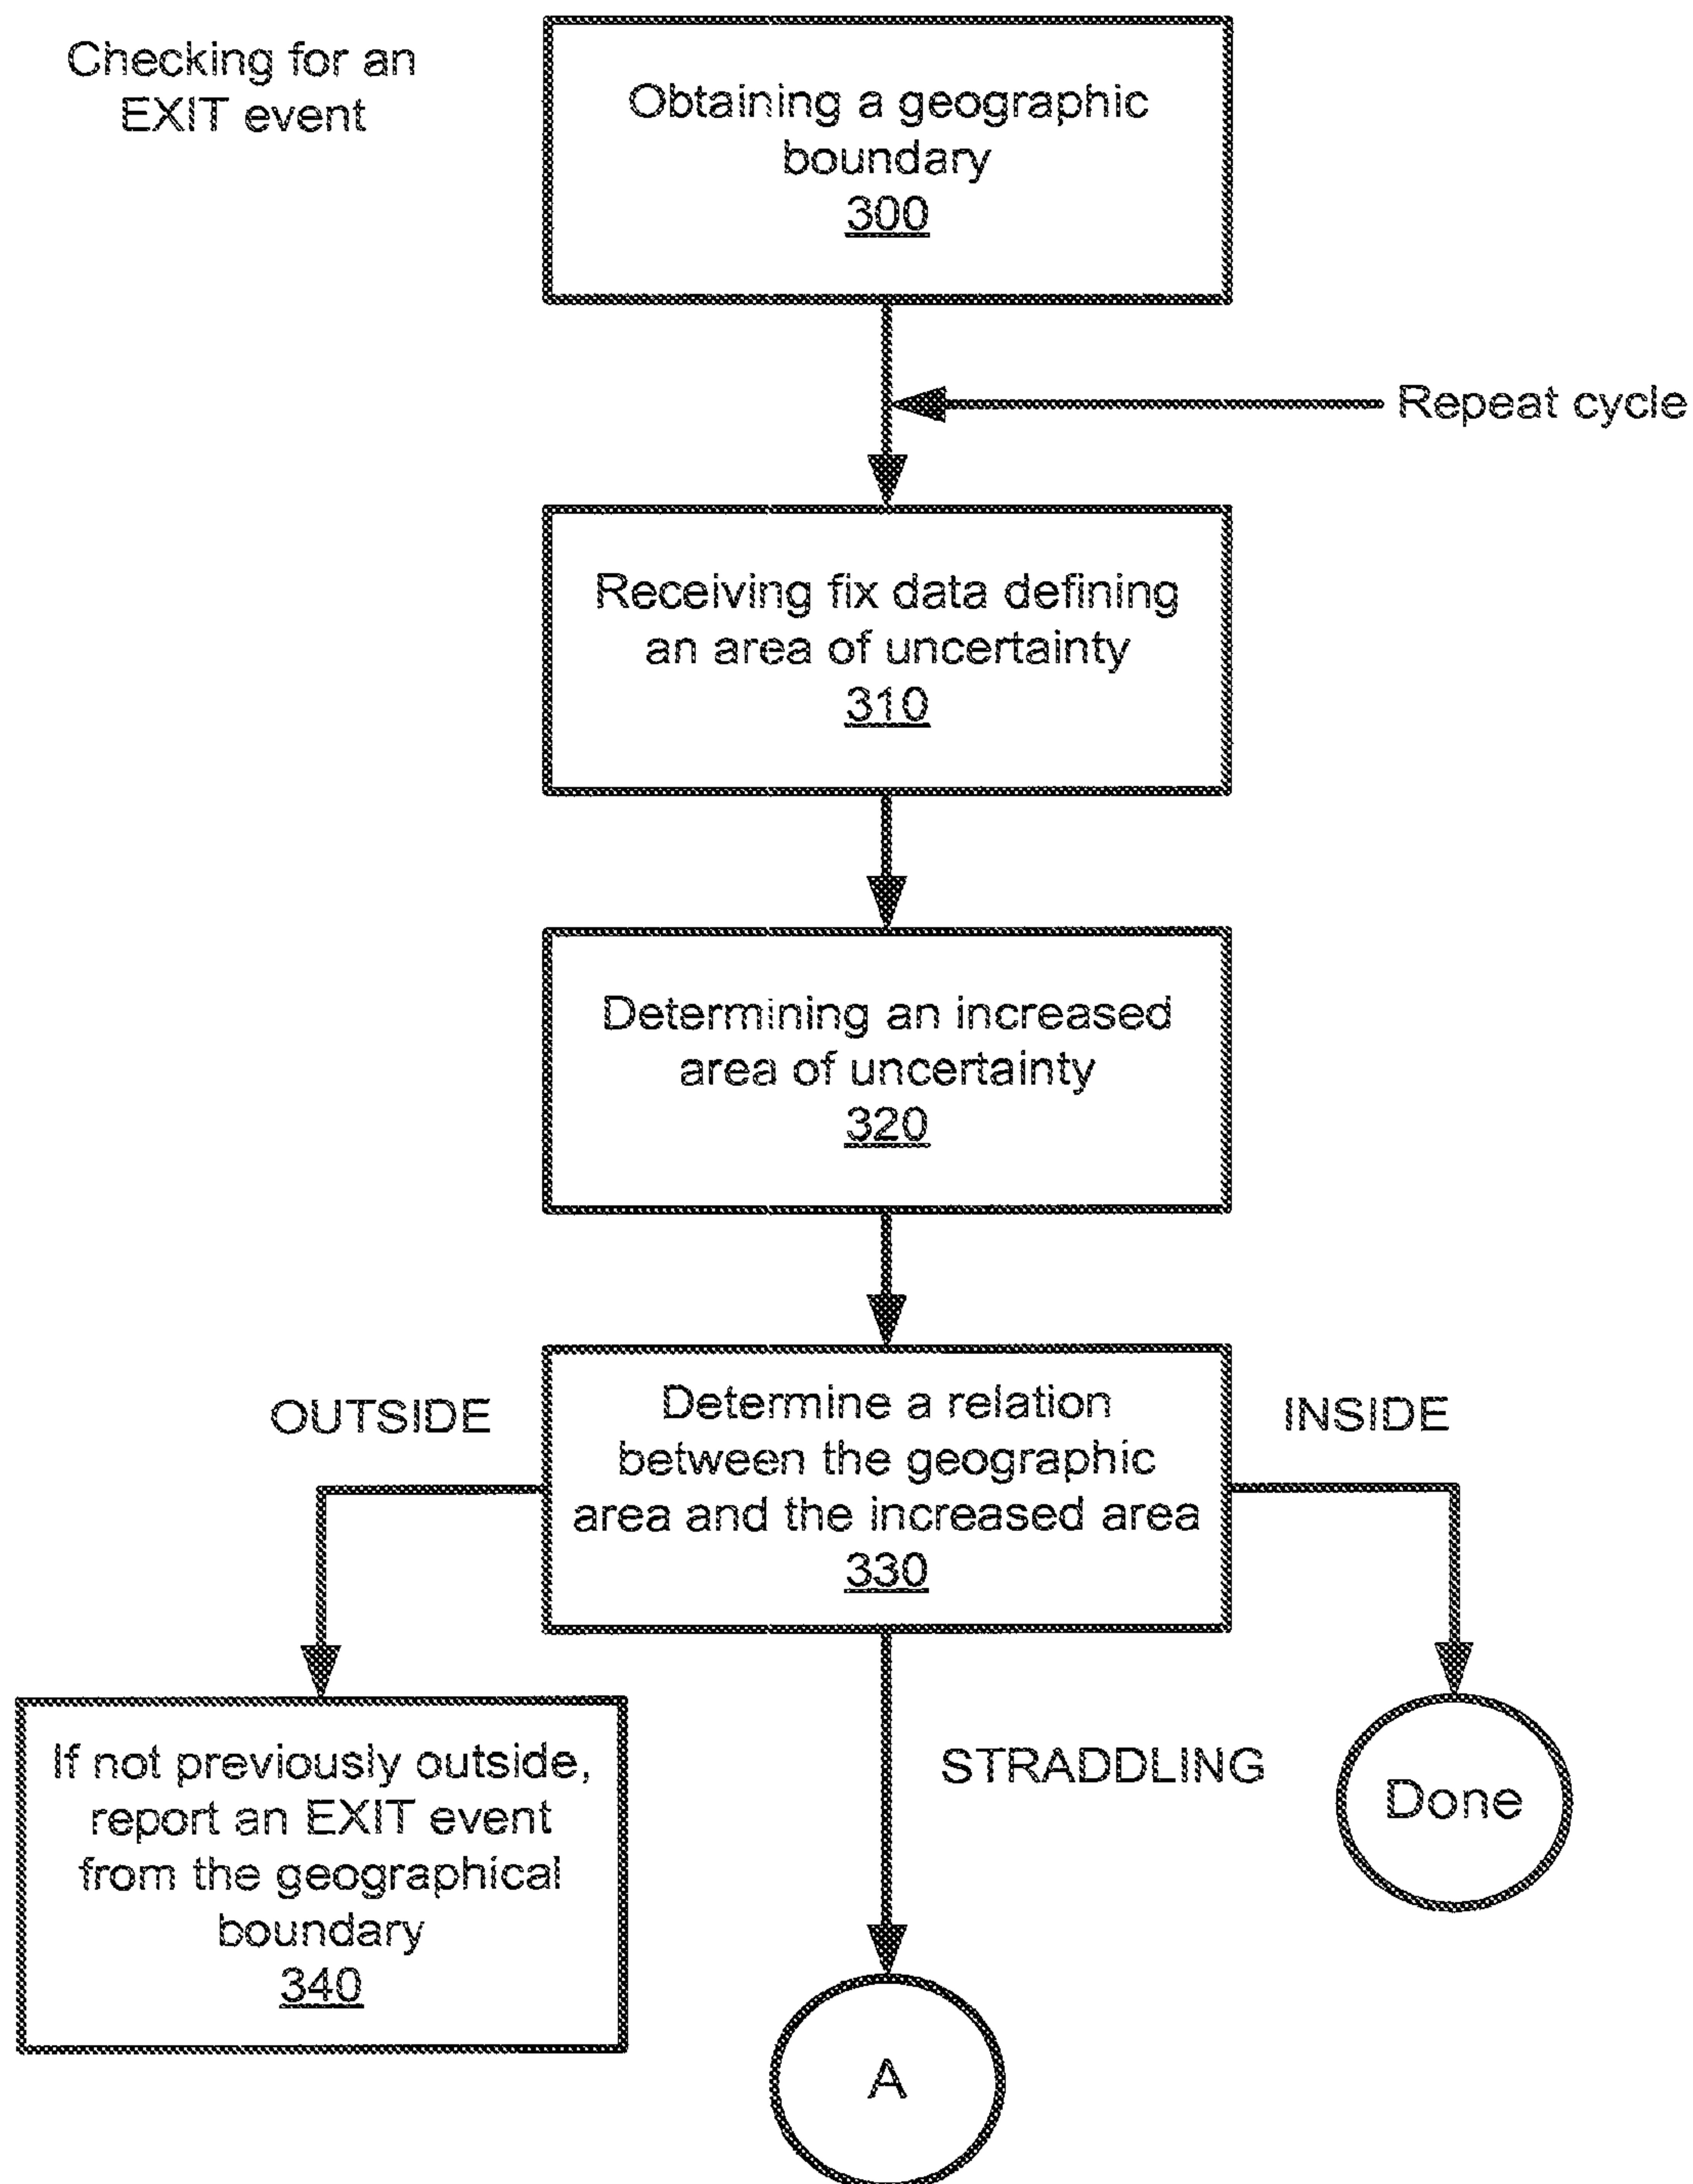 Checking for an
EXIT event
Obtaining a geographic
boundary
300
Repeat cycle
Receiving fix data defining
an area of uncertainty
310
Determining an increased
area of uncertainty
320
OUTSIDE
Determine a relation
between the geographic
area and the increased area
330
INSIDE
If not previously outside,
report an EXIT event
from the geographical
boundary
340
STRADDLING
Done
A